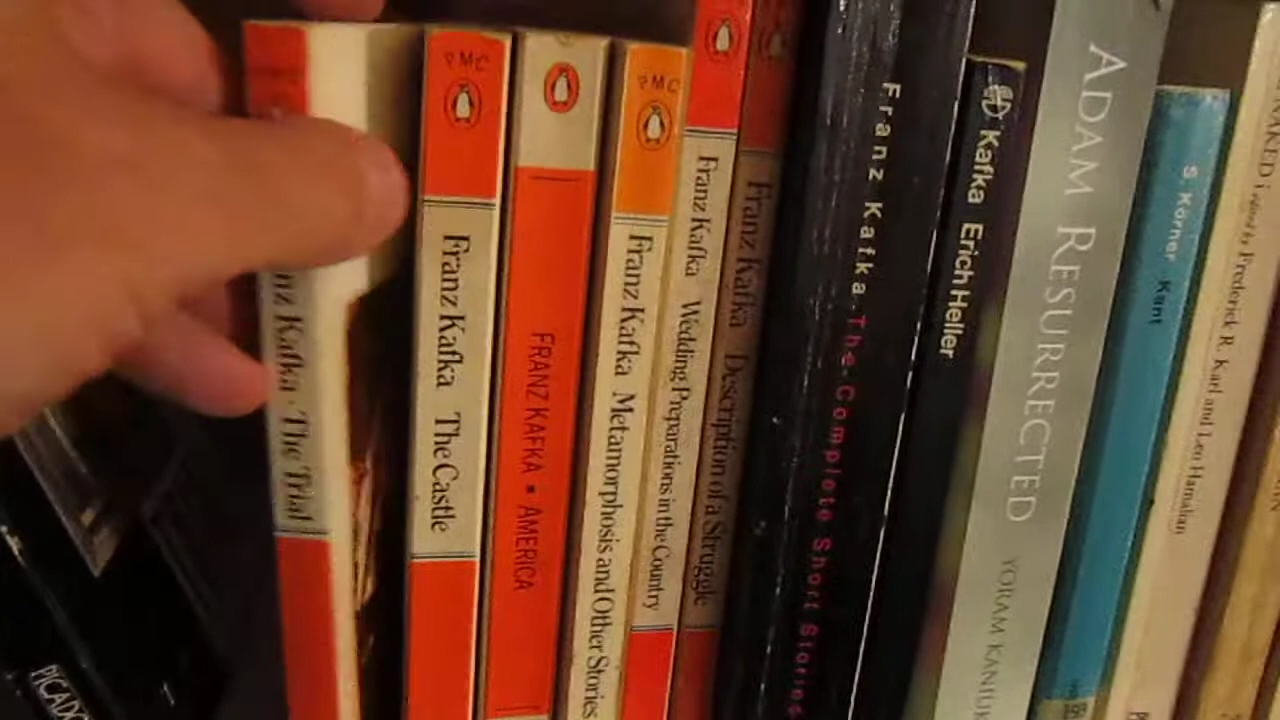 nz Kafka · The Trial
PMC
Franz Kafka The Castle
FRANZ KAFKA ▪ AMERICA
PMC
Franz Kafka Metamorphosis and Other Stories
Franz Kafka Wedding Preparations in the Country
Franz Kafka Description of a Struggle
Franz Kafka·The·Complete Short Stories
Kafka Erich Heller
ADAM RESURRECTED YORAM KANIUK
S. Körner Kant
AKED edited by Frederick R. Karl and Leo Hamalian
PICADO